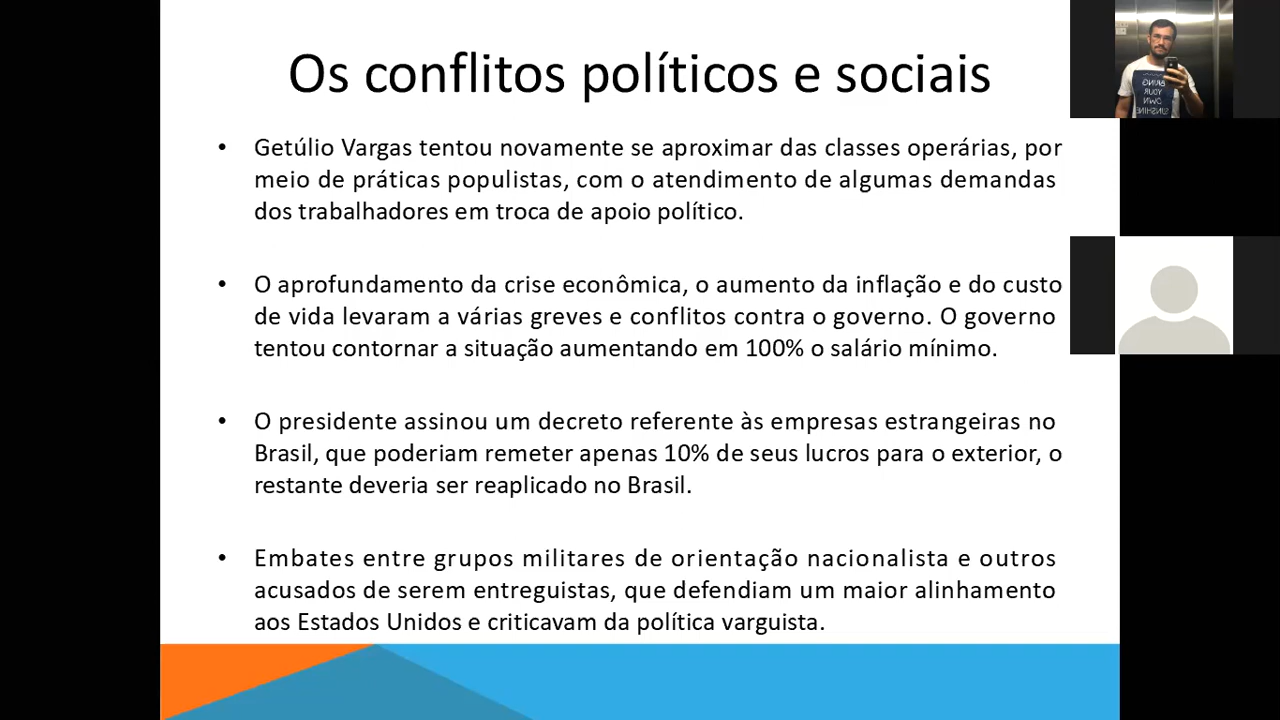 Os conflitos políticos e sociais
• Getúlio Vargas tentou novamente se aproximar das classes operárias, por
meio de práticas populistas, com o atendimento de algumas demandas
dos trabalhadores em troca de apoio político.
• O aprofundamento da crise econômica, o aumento da inflação e do custo
de vida levaram a várias greves e conflitos contra o governo. O governo
tentou contornar a situação aumentando em 100% o salário mínimo.
• O presidente assinou um decreto referente às empresas estrangeiras no
Brasil, que poderiam remeter apenas 10% de seus lucros para o exterior, o
restante deveria ser reaplicado no Brasil.
• Embates entre grupos militares de orientação nacionalista e outros
acusados de serem entreguistas, que defendiam um maior alinhamento
aos Estados Unidos e criticavam da política varguista.
YOUR
OWN